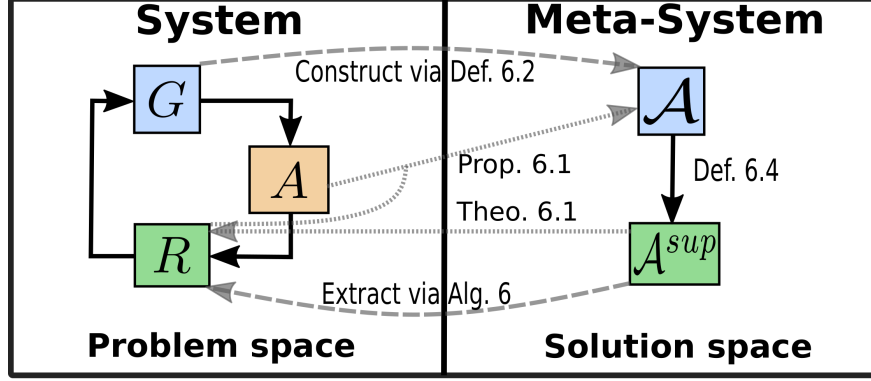 System
Meta-System
Construct via Def. 6.2
G
𝒜
A
Prop. 6.1
Def. 6.4
Theo. 6.1
R
𝒜^sup
Extract via Alg. 6
Problem space
Solution space